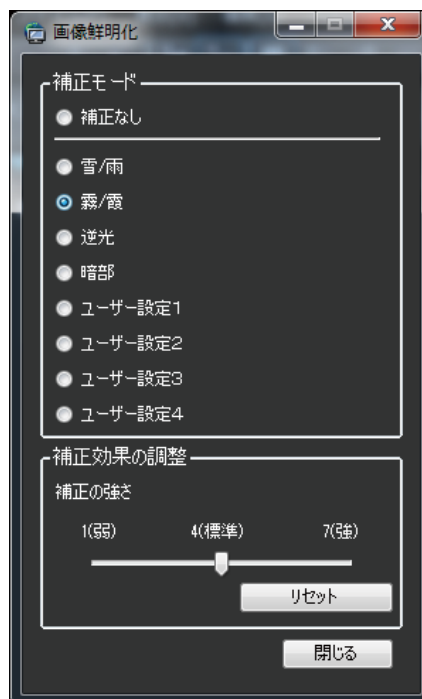 画像鮮明化
補正モード
補正なし
雪/雨
霧/霞
逆光
暗部
ユーザー設定1
ユーザー設定2
ユーザー設定3
ユーザー設定4
補正効果の調整
補正の強さ
1(弱) 4(標準) 7(強)
リセット
閉じる